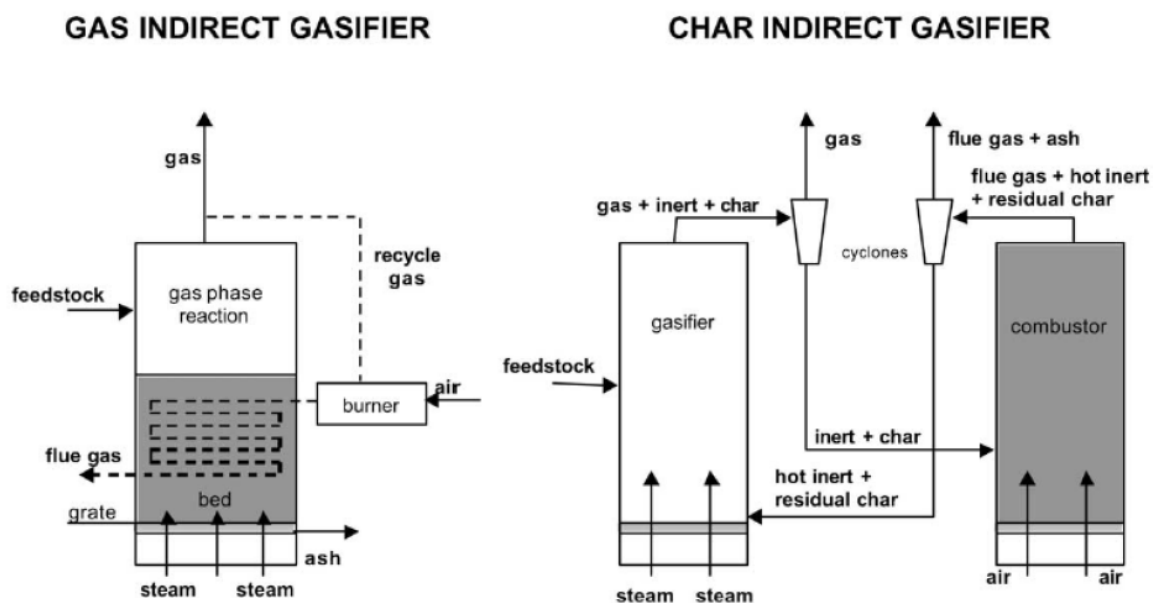 GAS INDIRECT GASIFIER
gas
recycle
gas
feedstock
gas phase
reaction
burner
air
flue gas
bed
grate
ash
steam
steam
CHAR INDIRECT GASIFIER
gas
flue gas + ash
flue gas + hot inert
+ residual char
gas + inert + char
cyclones
gasifier
combustor
feedstock
inert + char
hot inert +
residual char
air
air
steam
steam